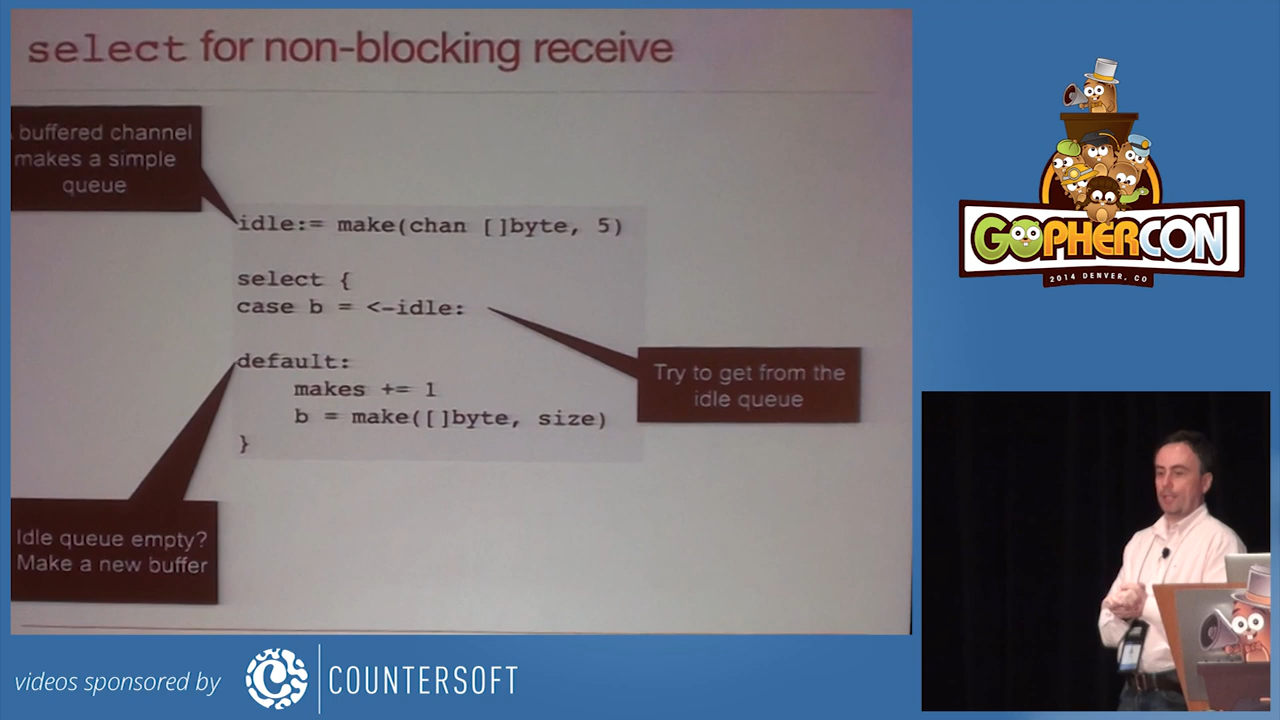 select for non-blocking receive
buffered channel
makes a simple
queue
idle:= make(chan []byte, 5)
select {
case b = <-idle:
default:
makes += 1
b = make([]byte, size)
}
Try to get from the
idle queue
Idle queue empty?
Make a new buffer
GOPHERCON
2014 DENVER, CO
videos sponsored by
COUNTERSOFT